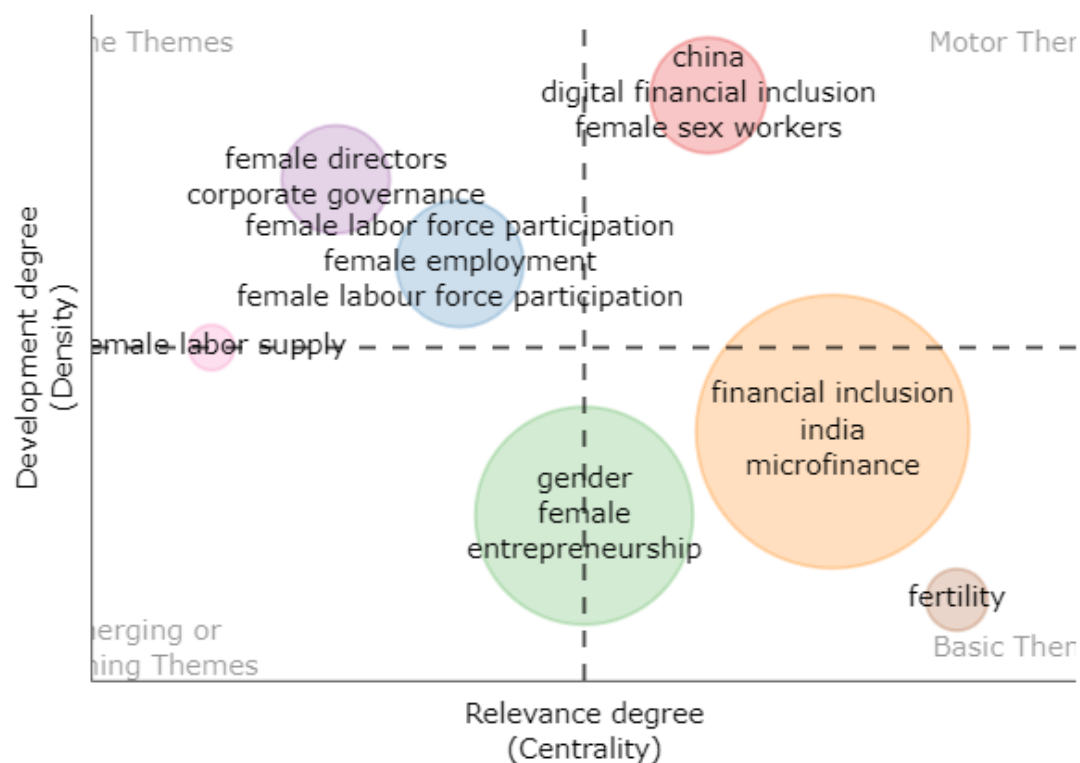 he Themes
Motor Ther
china
digital financial inclusion
female sex workers
female directors
corporate governance
female labor force participation
female employment
female labour force participation
emale labor supply
financial inclusion
india
microfinance
gender
female
entrepreneurship
fertility
erging or
ning Themes
Basic Ther
Development degree
(Density)
Relevance degree
(Centrality)